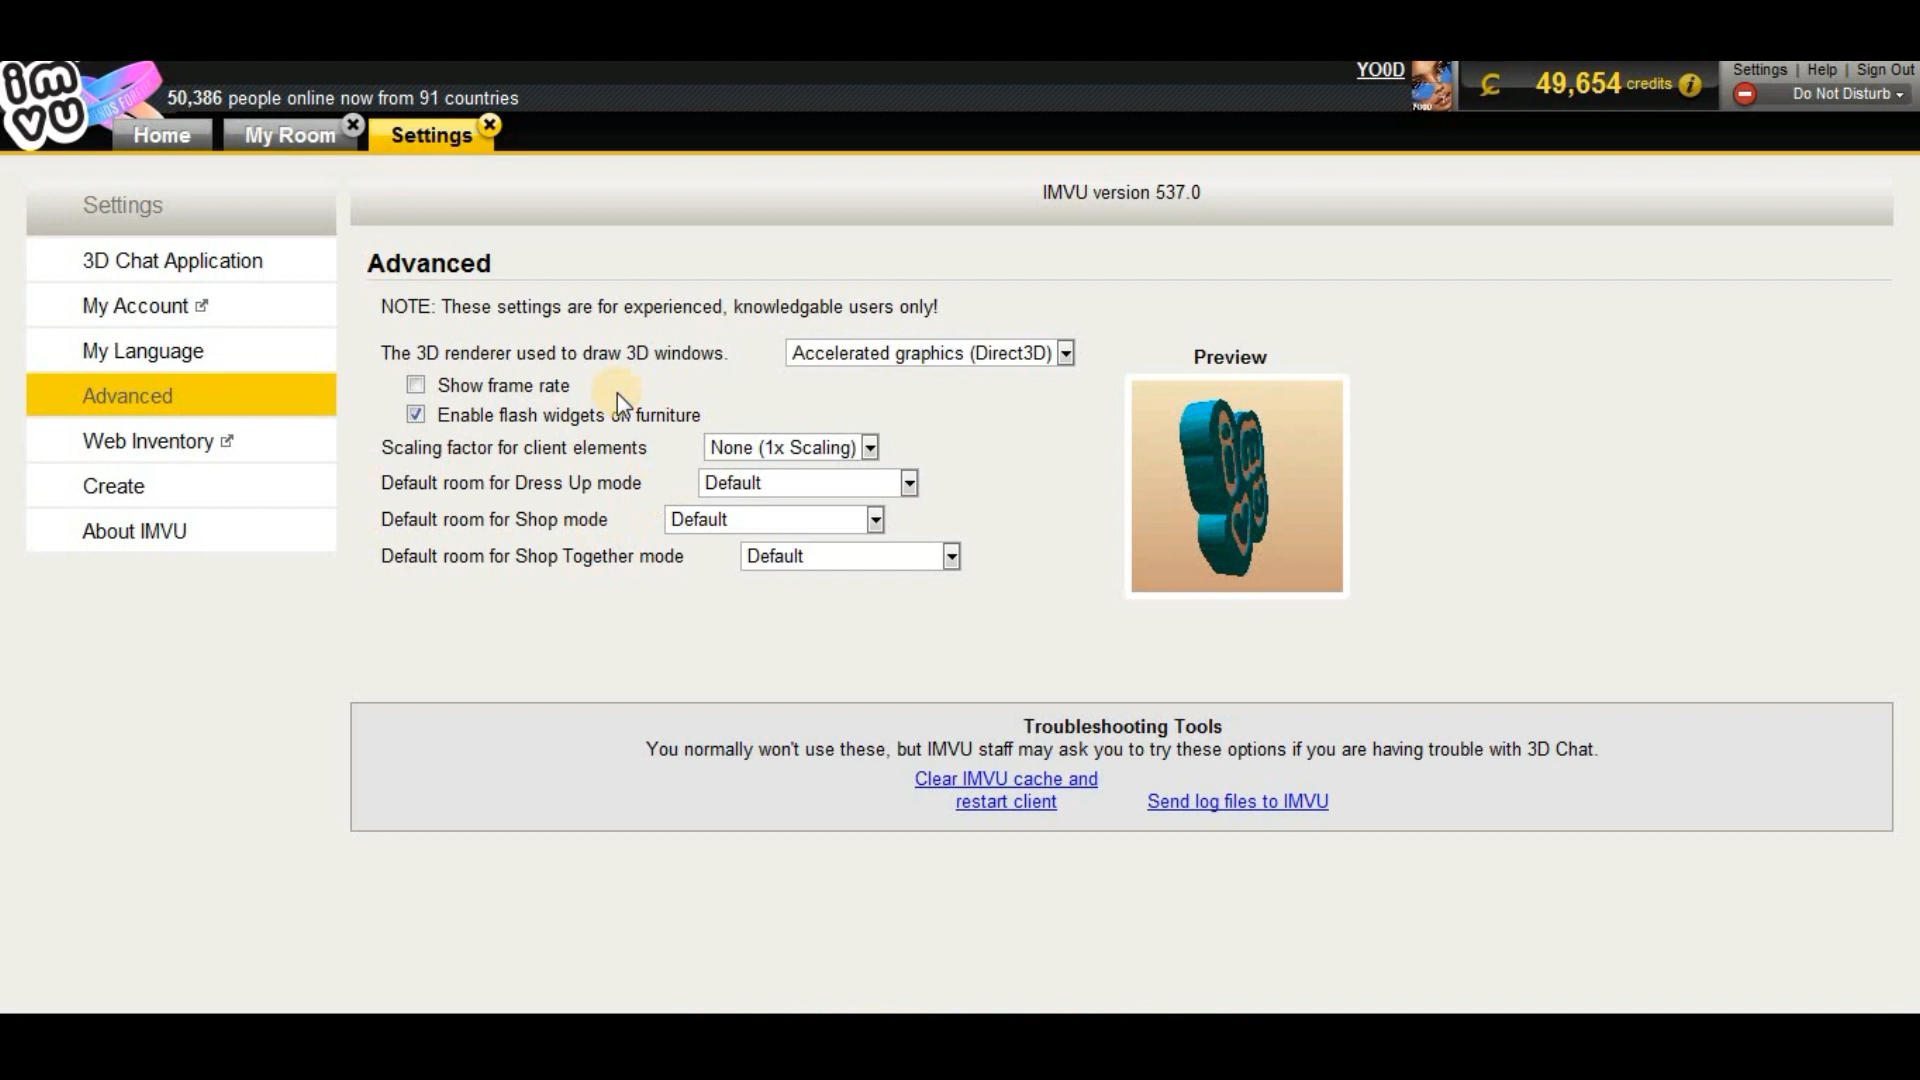 imvu
NDS FOREV
50,386 people online now from 91 countries
YO0D
YO0D
49,654 credits
Settings | Help | Sign Out
Do Not Disturb
Home
My Room
Settings
Settings
3D Chat Application
My Account
My Language
Advanced
Web Inventory
Create
About IMVU
IMVU version 537.0
Advanced
NOTE: These settings are for experienced, knowledgable users only!
The 3D renderer used to draw 3D windows. Accelerated graphics (Direct3D)
Show frame rate
Enable flash widgets on furniture
Scaling factor for client elements None (1x Scaling)
Default room for Dress Up mode Default
Default room for Shop mode Default
Default room for Shop Together mode Default
Preview
imvu
Troubleshooting Tools
You normally won't use these, but IMVU staff may ask you to try these options if you are having trouble with 3D Chat.
Clear IMVU cache and
restart client
Send log files to IMVU